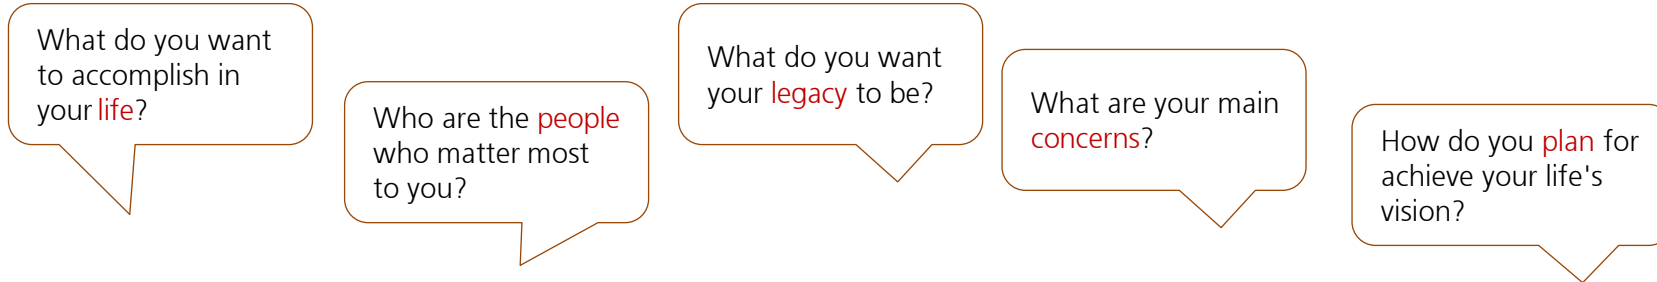 What do you want
to accomplish in
your life?
Who are the people
who matter most
to you?
What do you want
your legacy to be?
What are your main
concerns?
How do you plan for
achieve your life's
vision?